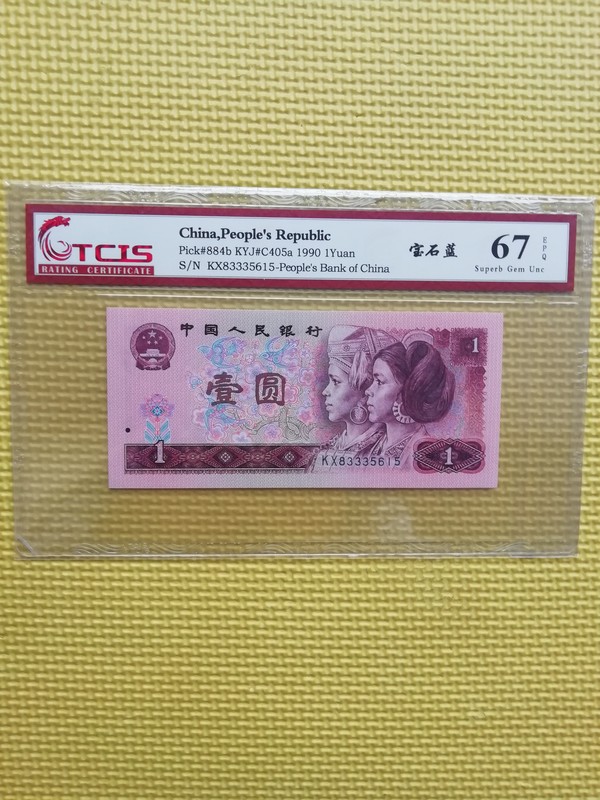 TCIS
RATING CERTIFICATE
China,People's Republic
Pick#884b KYJ#C405a 1990 1Yuan
S/N KX83335615-People's Bank of China
宝石蓝
67
EPQ
Superb Gem Unc
中国人民银行
壹圆
1
1
KX83335615
1